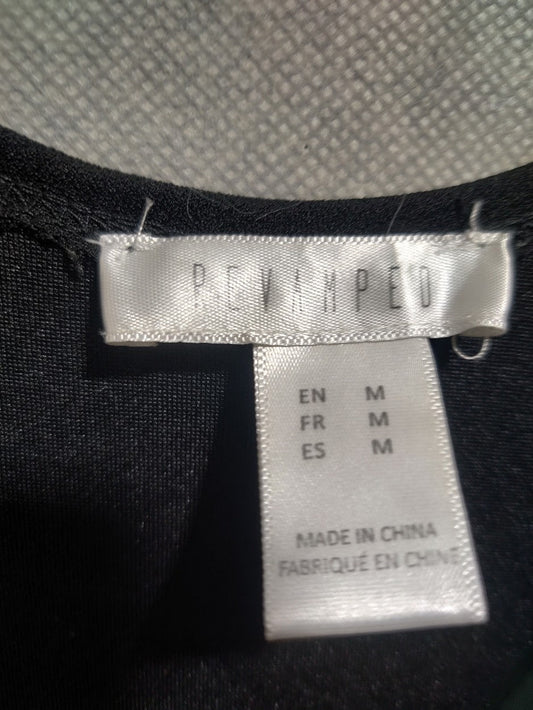 REVAMPED
EN M
FR M
ES M
MADE IN CHINA
FABRIQUÉ EN CHINE